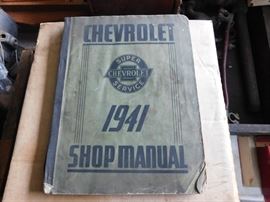 CHEVROLET
SUPER
CHEVROLET
SERVICE
1941
SHOP MANUAL